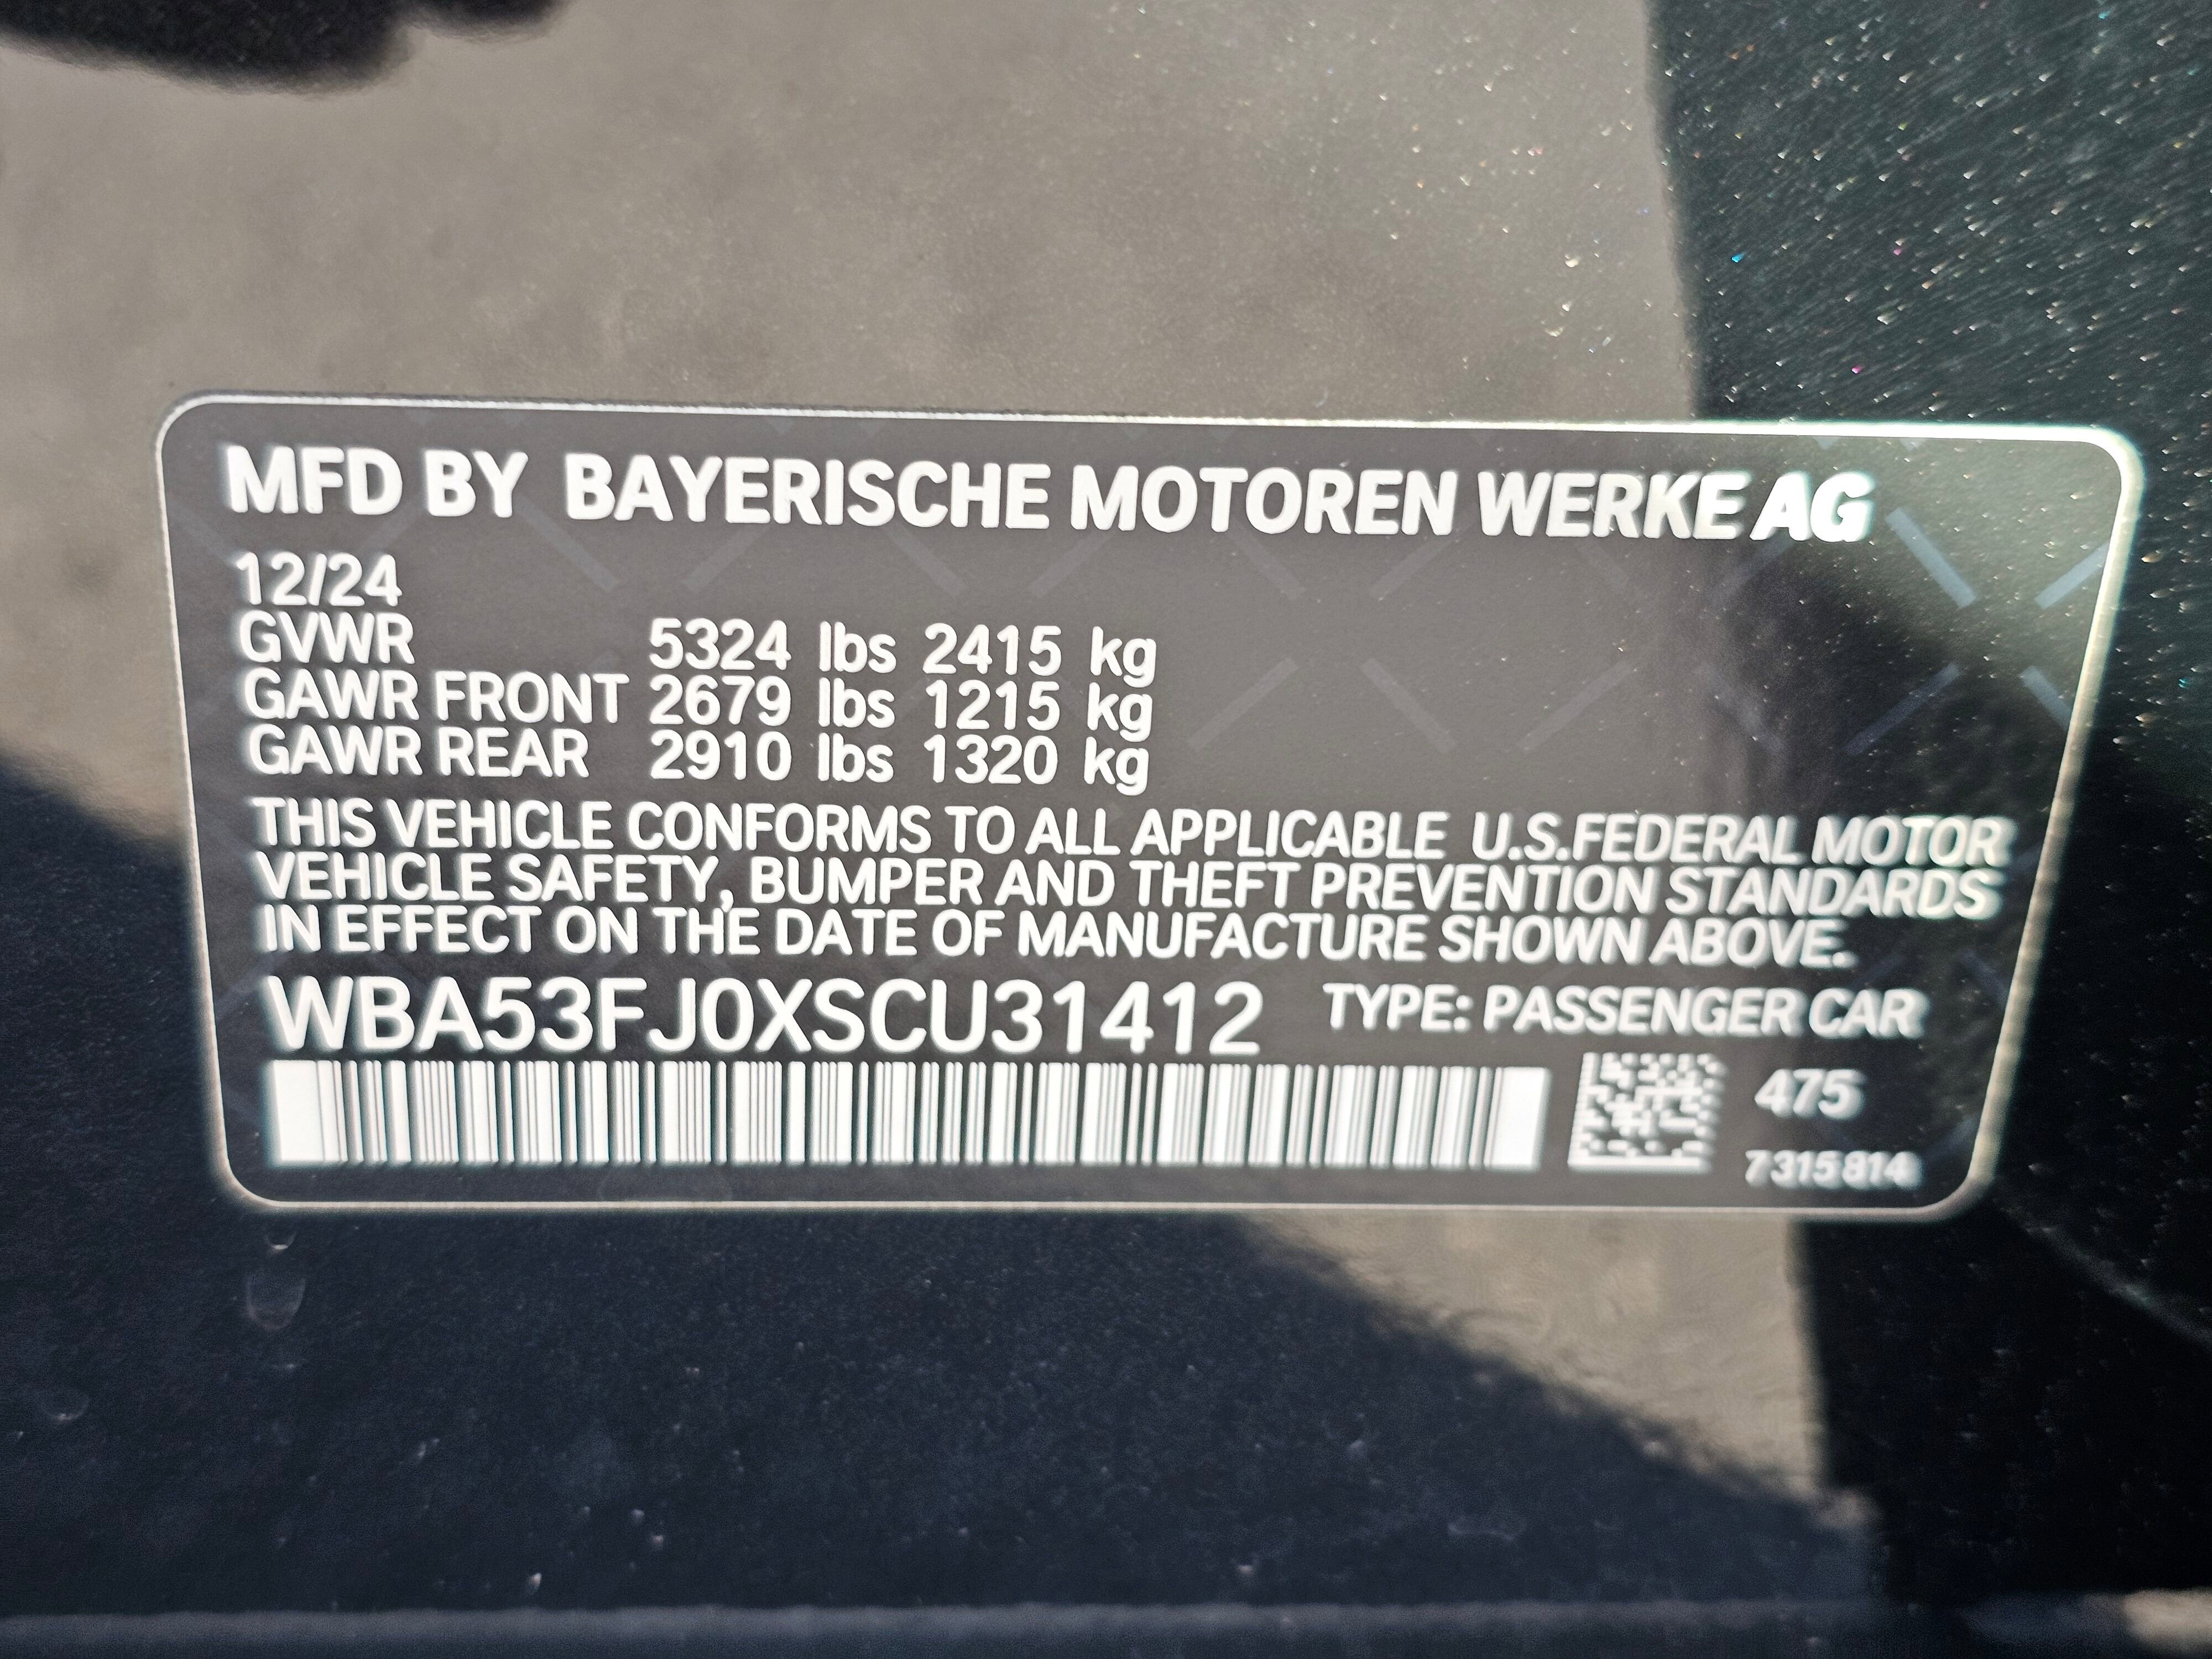 MFD BY BAYERISCHE MOTOREN WERKE AG
12/24
GVWR 5324 lbs 2415 kg
GAWR FRONT 2679 lbs 1215 kg
GAWR REAR 2910 lbs 1320 kg
THIS VEHICLE CONFORMS TO ALL APPLICABLE U.S.FEDERAL MOTOR
VEHICLE SAFETY, BUMPER AND THEFT PREVENTION STANDARDS
IN EFFECT ON THE DATE OF MANUFACTURE SHOWN ABOVE.
WBA53FJ0XSCU31412 TYPE: PASSENGER CAR
475
7315814